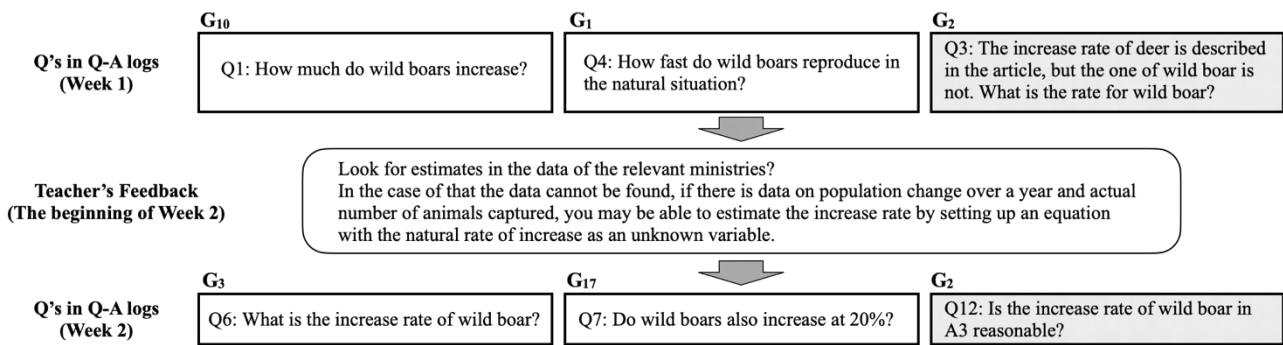 G10
G1
G2
Q's in Q-A logs
(Week 1)
Q1: How much do wild boars increase?
Q4: How fast do wild boars reproduce in
the natural situation?
Q3: The increase rate of deer is described
in the article, but the one of wild boar is
not. What is the rate for wild boar?
Teacher's Feedback
(The beginning of Week 2)
Look for estimates in the data of the relevant ministries?
In the case of that the data cannot be found, if there is data on population change over a year and actual
number of animals captured, you may be able to estimate the increase rate by setting up an equation
with the natural rate of increase as an unknown variable.
G3
G17
G2
Q's in Q-A logs
(Week 2)
Q6: What is the increase rate of wild boar?
Q7: Do wild boars also increase at 20%?
Q12: Is the increase rate of wild boar in
A3 reasonable?